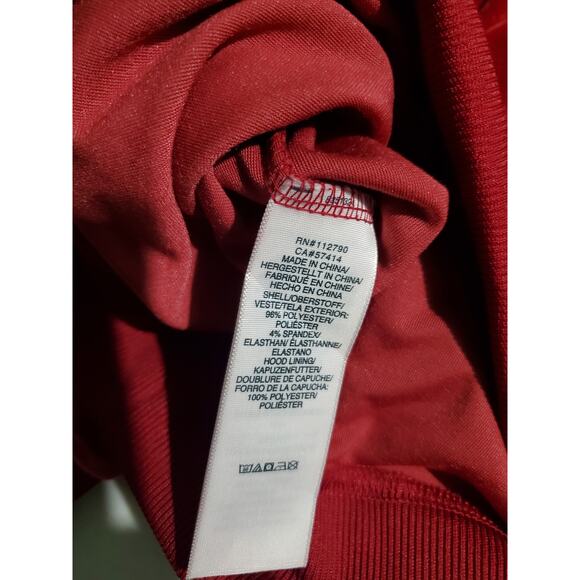 RN#112790
CA#57414
MADE IN CHINA/
HERGESTELLT IN CHINA/
FABRIQUÉ EN CHINE/
HECHO EN CHINA
SHELL/OBERSTOFF/
VESTE/TELA EXTERIOR:
96% POLYESTER/
POLIÉSTER
4% SPANDEX/
ELASTHAN/ ÉLASTHANNE/
ELASTANO
HOOD LINING/
KAPUZENFUTTER/
DOUBLURE DE CAPUCHE/
FORRO DE LA CAPUCHA:
100% POLYESTER/
POLIÉSTER